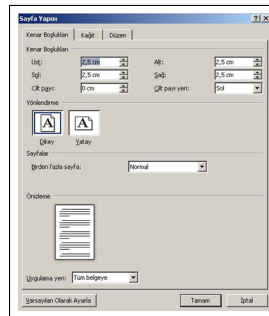 Sayfa Yapısı
Kenar Boşlukları Kağıt Düzen
Kenar Boşlukları
Üst: 2,5 cm Alt: 2,5 cm
Sol: 2,5 cm Sağ: 2,5 cm
Cilt payı: 0 cm Cilt payı yeri: Sol
Yönlendirme
A A
Dikey Yatay
Sayfalar
Birden fazla sayfa: Normal
Önizleme
Uygulama yeri: Tüm belgeye
Varsayılan Olarak Ayarla Tamam İptal